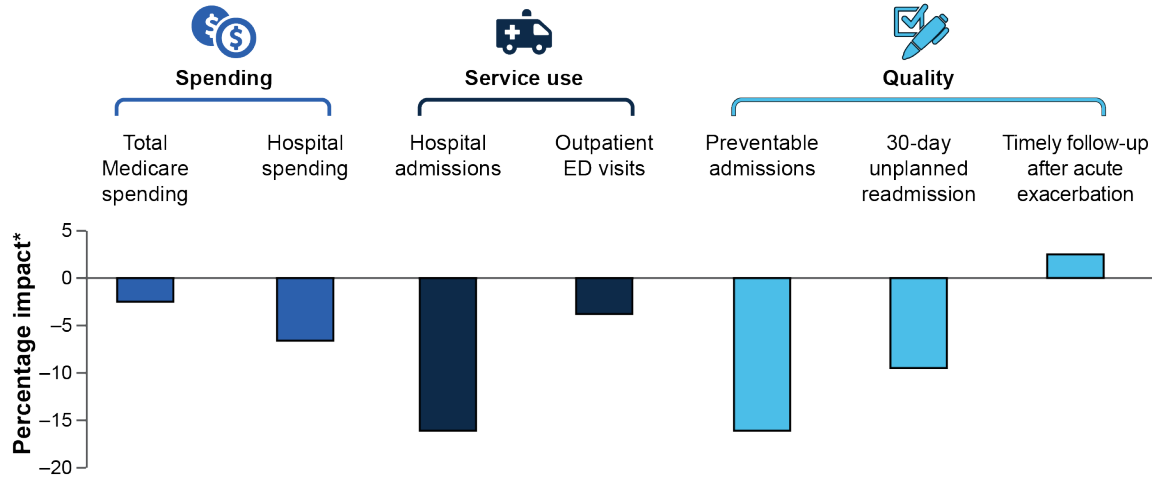 $
$
Spending
Service use
Quality
Total
Medicare
spending
Hospital
spending
Hospital
admissions
Outpatient
ED visits
Preventable
admissions
30-day
unplanned
readmission
Timely follow-up
after acute
exacerbation
Percentage impact*
5
0
–5
–10
–15
–20